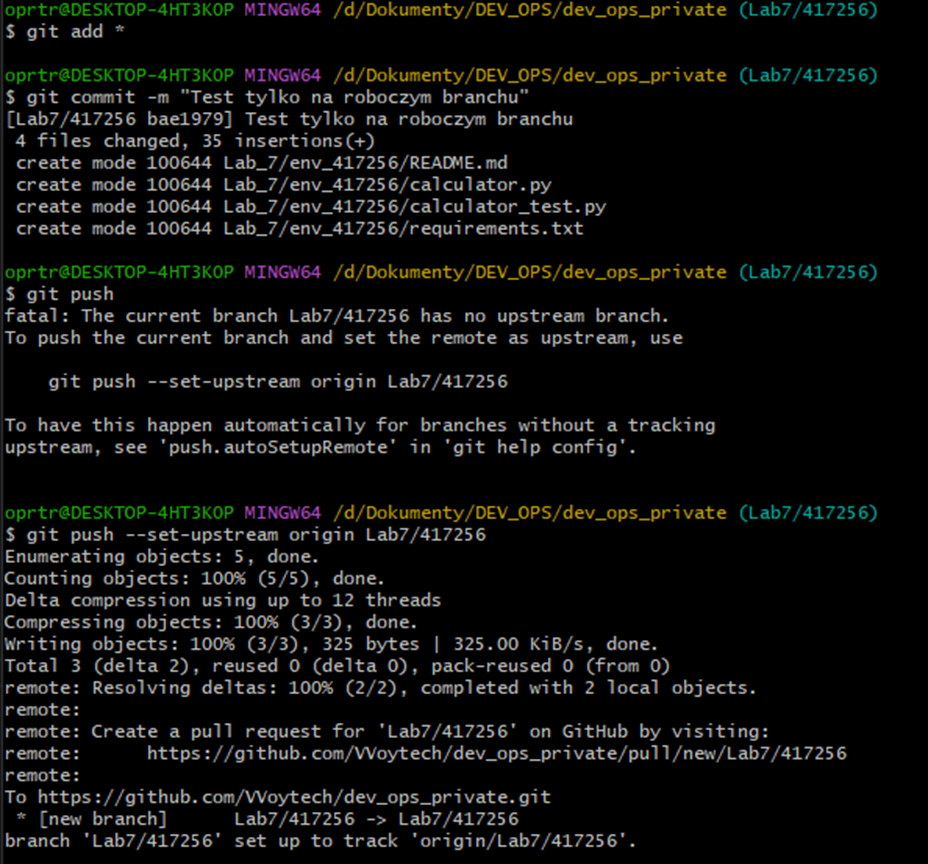 oprtr@DESKTOP-4HT3K0P MINGW64 /d/Dokumenty/DEV_OPS/dev_ops_private (Lab7/417256)
$ git add *
oprtr@DESKTOP-4HT3K0P MINGW64 /d/Dokumenty/DEV_OPS/dev_ops_private (Lab7/417256)
$ git commit -m "Test tylko na roboczym branchu"
[Lab7/417256 bae1979] Test tylko na roboczym branchu
4 files changed, 35 insertions(+)
create mode 100644 Lab_7/env_417256/README.md
create mode 100644 Lab_7/env_417256/calculator.py
create mode 100644 Lab_7/env_417256/calculator_test.py
create mode 100644 Lab_7/env_417256/requirements.txt
oprtr@DESKTOP-4HT3K0P MINGW64 /d/Dokumenty/DEV_OPS/dev_ops_private (Lab7/417256)
$ git push
fatal: The current branch Lab7/417256 has no upstream branch.
To push the current branch and set the remote as upstream, use
git push --set-upstream origin Lab7/417256
To have this happen automatically for branches without a tracking
upstream, see 'push.autoSetupRemote' in 'git help config'.
oprtr@DESKTOP-4HT3K0P MINGW64 /d/Dokumenty/DEV_OPS/dev_ops_private (Lab7/417256)
$ git push --set-upstream origin Lab7/417256
Enumerating objects: 5, done.
Counting objects: 100% (5/5), done.
Delta compression using up to 12 threads
Compressing objects: 100% (3/3), done.
Writing objects: 100% (3/3), 325 bytes | 325.00 KiB/s, done.
Total 3 (delta 2), reused 0 (delta 0), pack-reused 0 (from 0)
remote: Resolving deltas: 100% (2/2), completed with 2 local objects.
remote:
remote: Create a pull request for 'Lab7/417256' on GitHub by visiting:
remote:      https://github.com/VVoytech/dev_ops_private/pull/new/Lab7/417256
remote:
To https://github.com/VVoytech/dev_ops_private.git
* [new branch]      Lab7/417256 -> Lab7/417256
branch 'Lab7/417256' set up to track 'origin/Lab7/417256'.